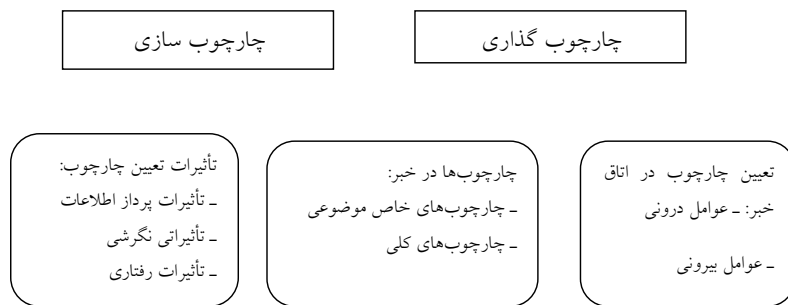 چارچوب گذاری
چارچوب سازی
تعیین چارچوب در اتاق
خبر: ـ عوامل درونی
ـ عوامل بیرونی
چارچوب‌ها در خبر:
ـ چارچوب‌های خاص موضوعی
ـ چارچوب‌های کلی
تأثیرات تعیین چارچوب:
ـ تأثیرات پرداز اطلاعات
ـ تأثیراتی نگرشی
ـ تأثیرات رفتاری